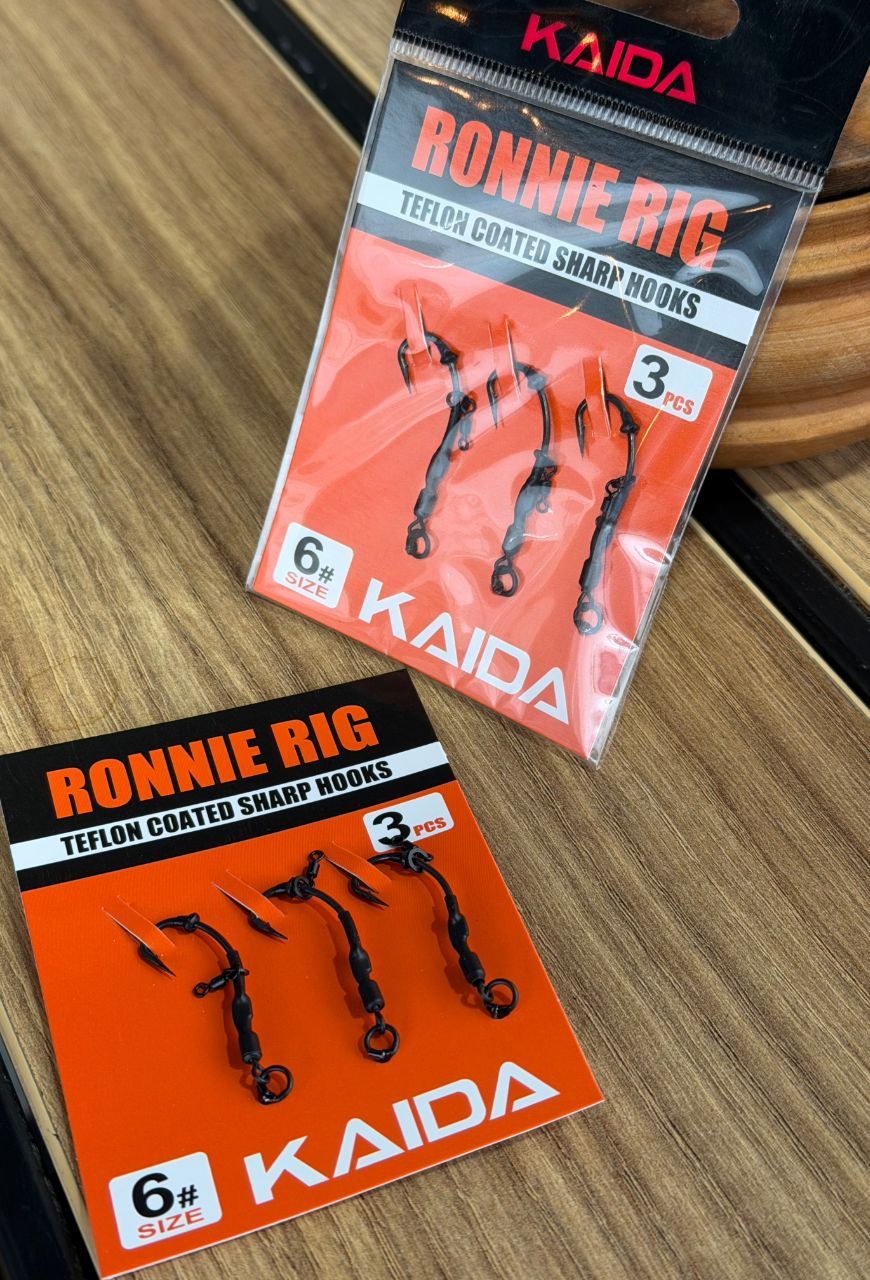 KAIDA
RONNIE RIG
TEFLON COATED SHARP HOOKS
3
PCS
6#
SIZE
KAIDA
RONNIE RIG
TEFLON COATED SHARP HOOKS
3
PCS
KAIDA
6#
SIZE